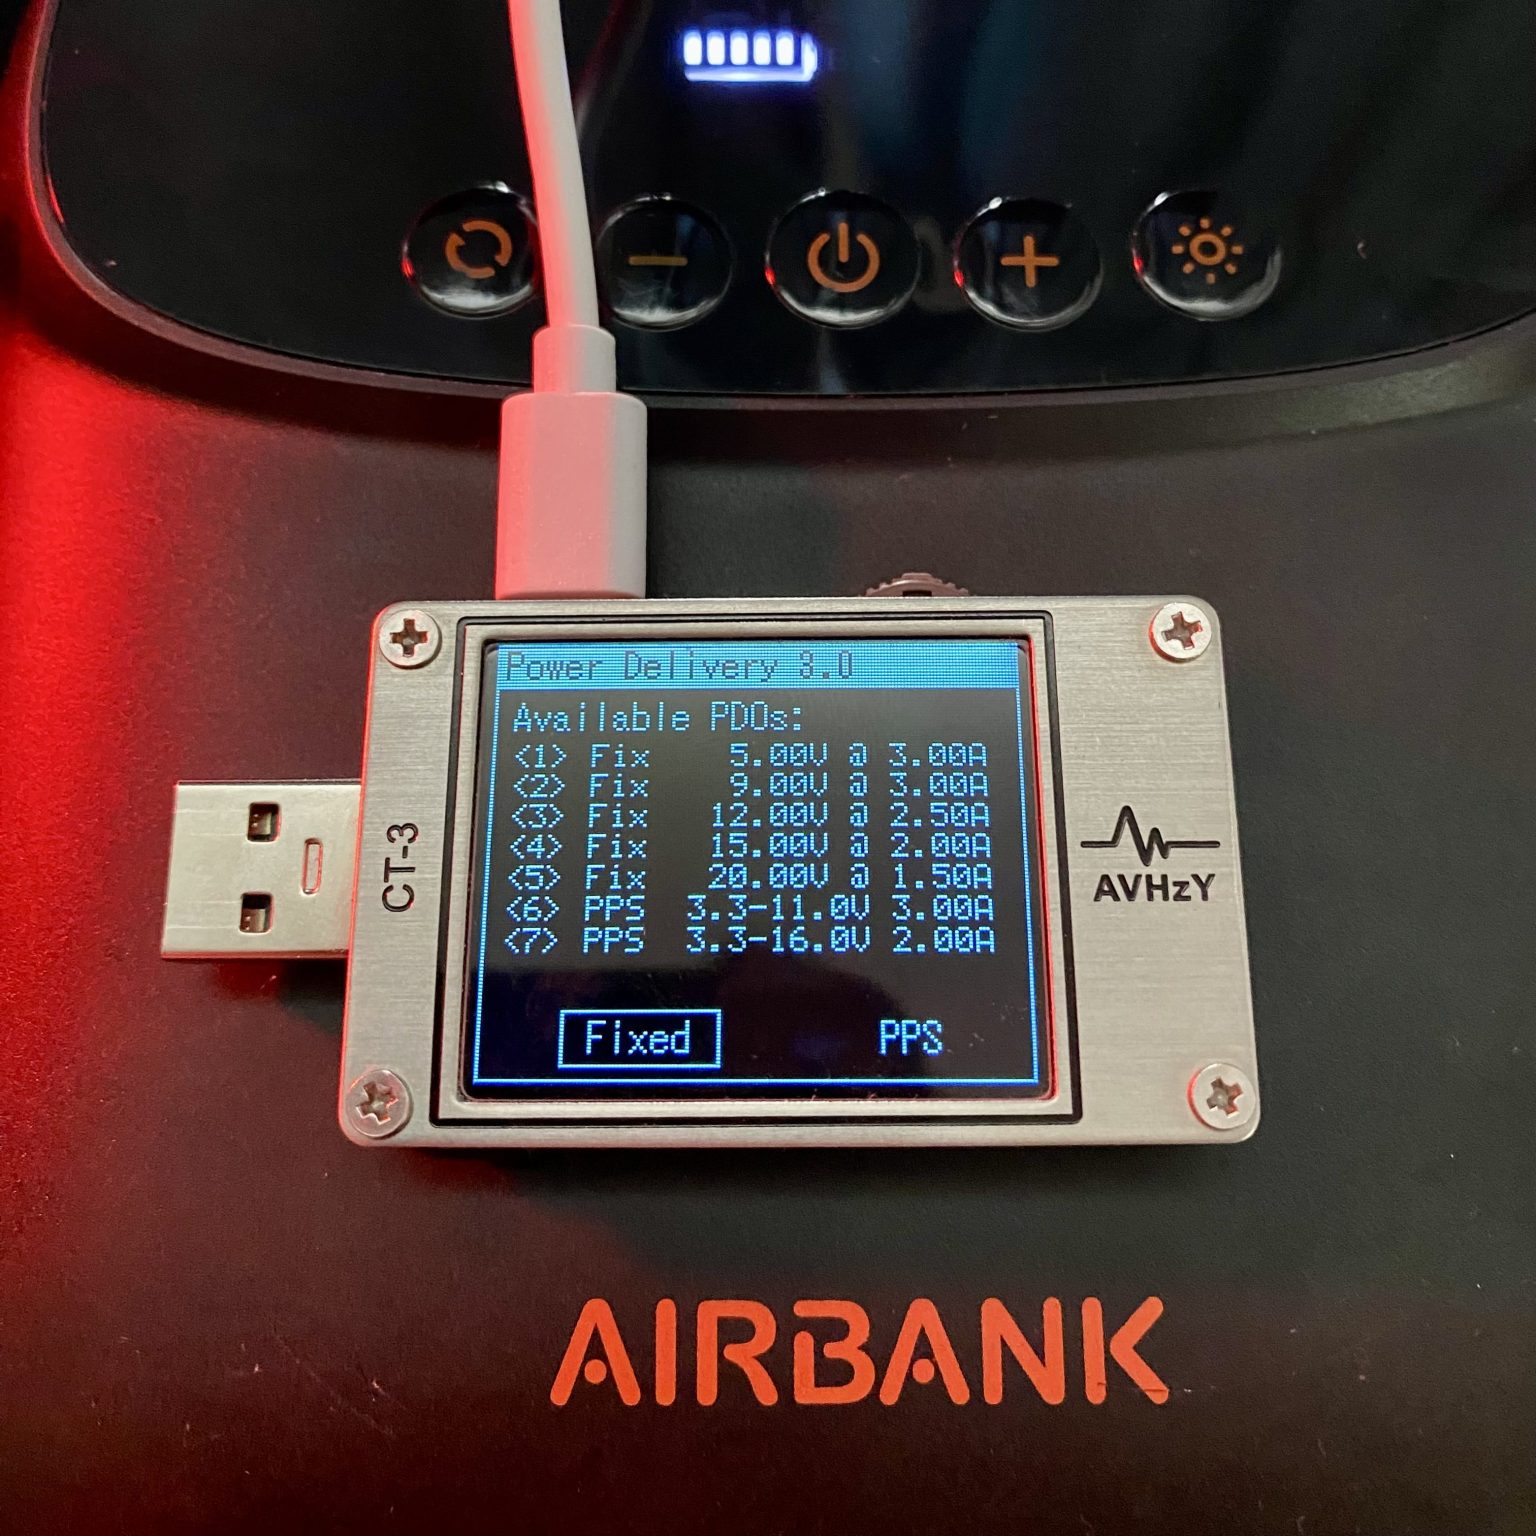 Power Delivery 3.0
Available PDOs:
<1> Fix 5.00V @ 3.00A
<2> Fix 9.00V @ 3.00A
<3> Fix 12.00V @ 2.50A
<4> Fix 15.00V @ 2.00A
<5> Fix 20.00V @ 1.50A
<6> PPS 3.3-11.0V 3.00A
<7> PPS 3.3-16.0V 2.00A
Fixed PPS
CT-3
AVHzY
AIRBANK